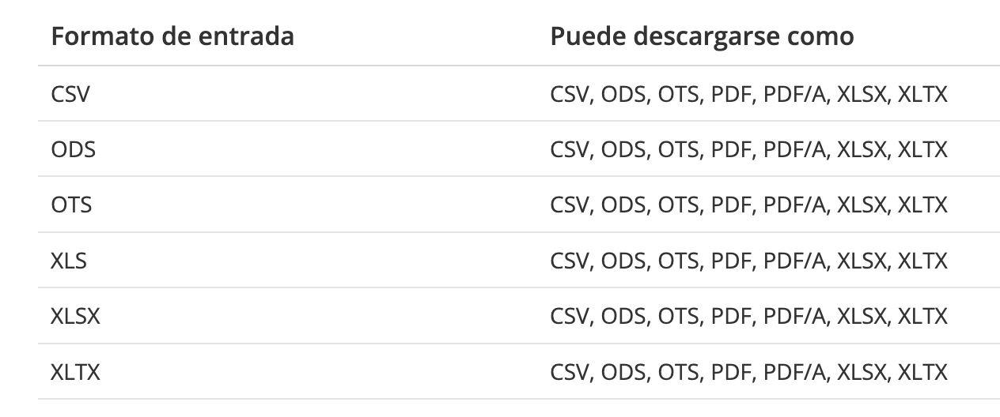 Formato de entrada Puede descargarse como
CSV CSV, ODS, OTS, PDF, PDF/A, XLSX, XLTX
ODS CSV, ODS, OTS, PDF, PDF/A, XLSX, XLTX
OTS CSV, ODS, OTS, PDF, PDF/A, XLSX, XLTX
XLS CSV, ODS, OTS, PDF, PDF/A, XLSX, XLTX
XLSX CSV, ODS, OTS, PDF, PDF/A, XLSX, XLTX
XLTX CSV, ODS, OTS, PDF, PDF/A, XLSX, XLTX